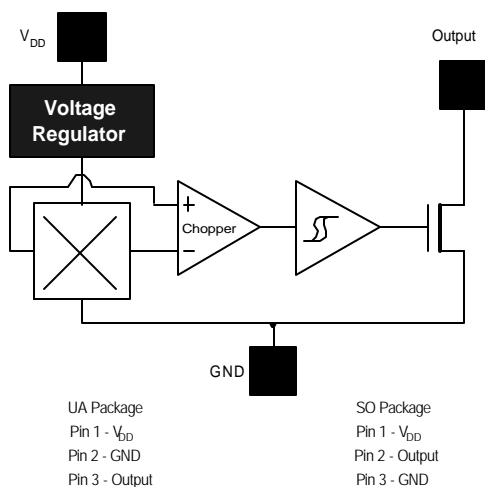 V_DD
Output
Voltage
Regulator
+
Chopper
−
GND
UA Package
Pin 1 - V_DD
Pin 2 - GND
Pin 3 - Output
SO Package
Pin 1 - V_DD
Pin 2 - Output
Pin 3 - GND